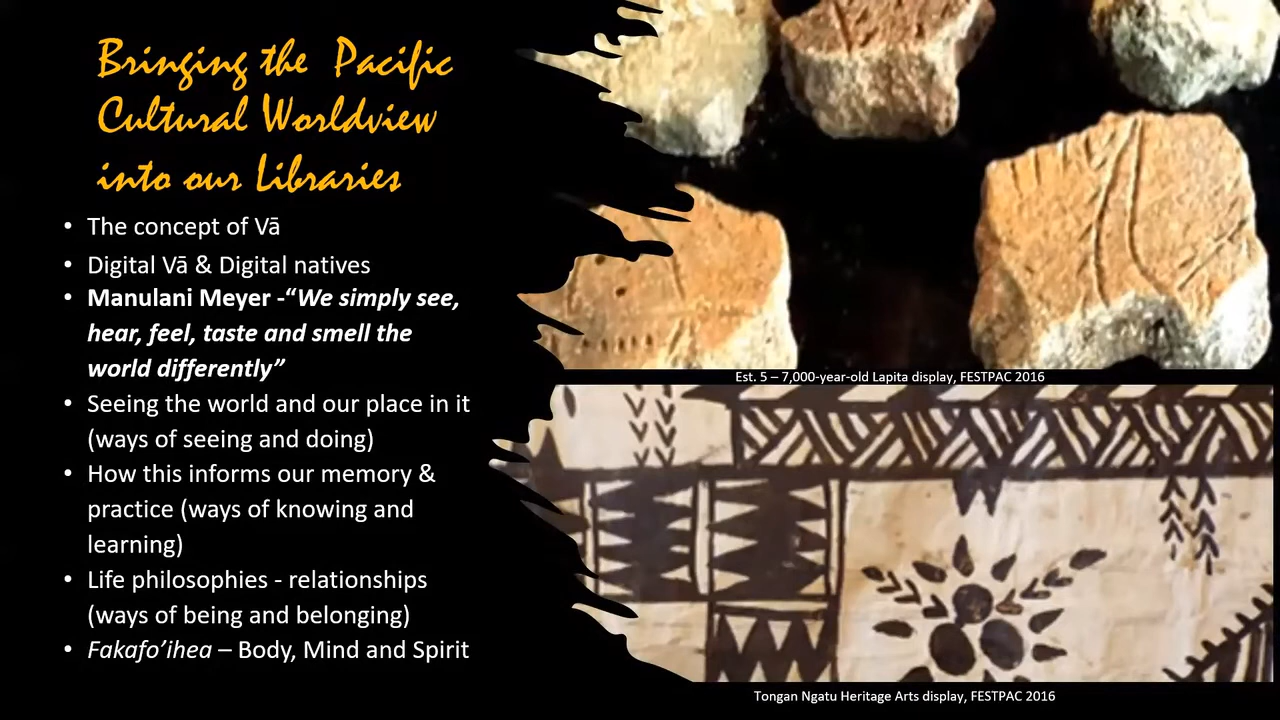 Bringing the Pacific
Cultural Worldview
into our Libraries
• The concept of Vā
• Digital Vā & Digital natives
• Manulani Meyer -“We simply see,
hear, feel, taste and smell the
world differently”
• Seeing the world and our place in it
(ways of seeing and doing)
• How this informs our memory &
practice (ways of knowing and
learning)
• Life philosophies - relationships
(ways of being and belonging)
• Fakafo’ihea – Body, Mind and Spirit
Est. 5 – 7,000-year-old Lapita display, FESTPAC 2016
Tongan Ngatu Heritage Arts display, FESTPAC 2016